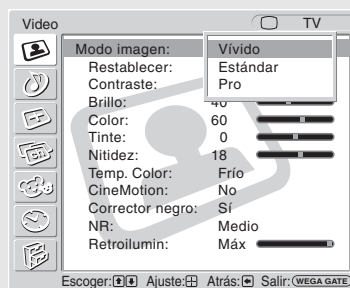 Video TV
Modo imagen: Vívido
Restablecer: Estándar
Contraste: Pro
Brillo: 40
Color: 60
Tinte: 0
Nitidez: 18
Temp. Color: Frío
CineMotion: No
Corrector negro: Sí
NR: Medio
Retroilumin: Máx
Escoger: Ajuste: Atrás: Salir: WEGA GATE